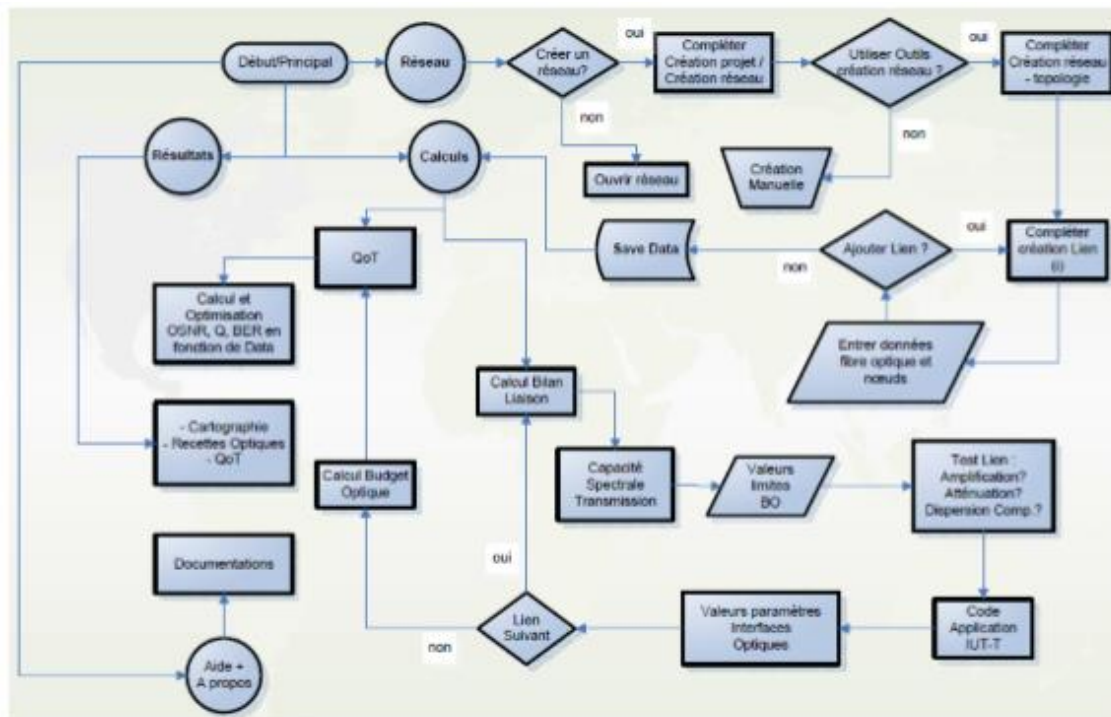 Début/Principal
Réseau
Créer un
réseau?
oui
Compléter
Création projet /
Création réseau
Utiliser Outils
création réseau ?
oui
Compléter
Création réseau
- topologie
non
non
Résultats
Calculs
Ouvrir réseau
Création
Manuelle
QoT
Save Data
Ajouter Lien ?
oui
non
Compléter
création Lien
(i)
Calcul et
Optimisation
OSNR, Q, BER en
fonction de Data
Entrer données
fibre optique et
nœuds
Calcul Bilan
Liaison
- Cartographie
- Recettes Optiques
- QoT
Calcul Budget
Optique
Capacité
Spectrale
Transmission
Valeurs
limites
BO
Test Lien :
Amplification?
Atténuation?
Dispersion Comp.?
Documentations
oui
Lien
Suivant
non
Valeurs paramètres
Interfaces
Optiques
Code
Application
IUT-T
Aide +
A propos